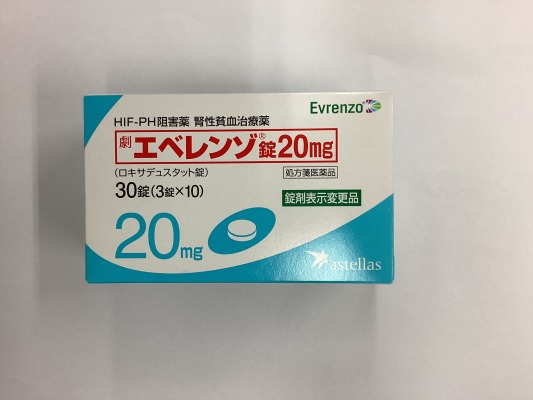 Evrenzo
HIF-PH阻害薬 腎性貧血治療薬
劇 エベレンゾ®錠20mg
(ロキサデュスタット錠)
処方箋医薬品
30錠(3錠×10)
錠剤表示変更品
20mg
astellas